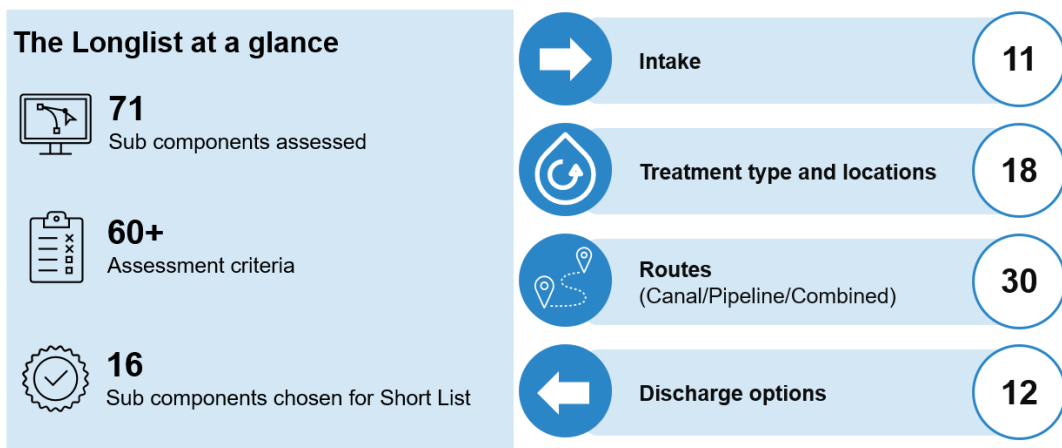 The Longlist at a glance
71
Sub components assessed
60+
Assessment criteria
16
Sub components chosen for Short List
Intake
11
Treatment type and locations
18
Routes
(Canal/Pipeline/Combined)
30
Discharge options
12